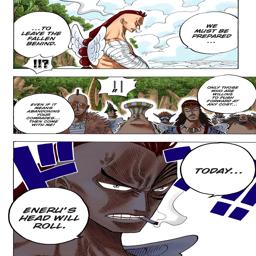 WE
MUST BE
PREPARED
...
...TO
LEAVE THE
FALLEN
BEHIND.
!!?
ONLY THOSE
WHO ARE
WILLING
TO PUSH
FORWARD AT
ANY COST...
EVEN IF IT
MEANS
ABANDONING
YOUR
COMRADES,
THEN COME
WITH ME!
TODAY...
ENERU'S
HEAD WILL
ROLL.